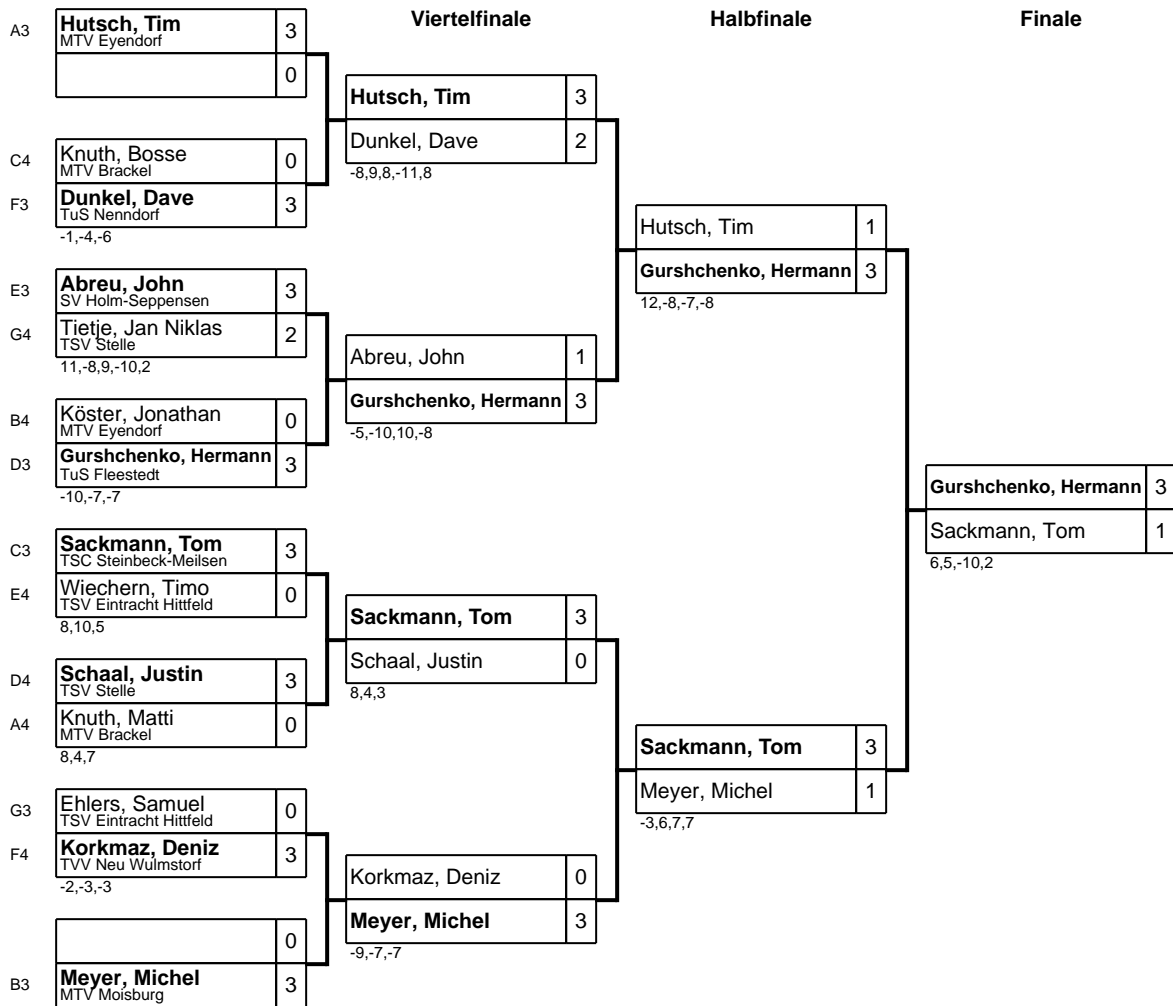 Viertelfinale
Halbfinale
Finale
A3
Hutsch, Tim
MTV Eyendorf
3
0
C4
Knuth, Bosse
MTV Brackel
0
F3
Dunkel, Dave
TuS Nenndorf
3
-1,-4,-6
E3
Abreu, John
SV Holm-Seppensen
3
G4
Tietje, Jan Niklas
TSV Stelle
2
11,-8,9,-10,2
B4
Köster, Jonathan
MTV Eyendorf
0
D3
Gurshchenko, Hermann
TuS Fleestedt
3
-10,-7,-7
C3
Sackmann, Tom
TSC Steinbeck-Meilsen
3
E4
Wiechern, Timo
TSV Eintracht Hittfeld
0
8,10,5
D4
Schaal, Justin
TSV Stelle
3
A4
Knuth, Matti
MTV Brackel
0
8,4,7
G3
Ehlers, Samuel
TSV Eintracht Hittfeld
0
F4
Korkmaz, Deniz
TVV Neu Wulmstorf
3
-2,-3,-3
0
B3
Meyer, Michel
MTV Moisburg
3
Hutsch, Tim 3
Dunkel, Dave 2
-8,9,8,-11,8
Abreu, John 1
Gurshchenko, Hermann 3
-5,-10,10,-8
Sackmann, Tom 3
Schaal, Justin 0
8,4,3
Korkmaz, Deniz 0
Meyer, Michel 3
-9,-7,-7
Hutsch, Tim 1
Gurshchenko, Hermann 3
12,-8,-7,-8
Sackmann, Tom 3
Meyer, Michel 1
-3,6,7,7
Gurshchenko, Hermann 3
Sackmann, Tom 1
6,5,-10,2